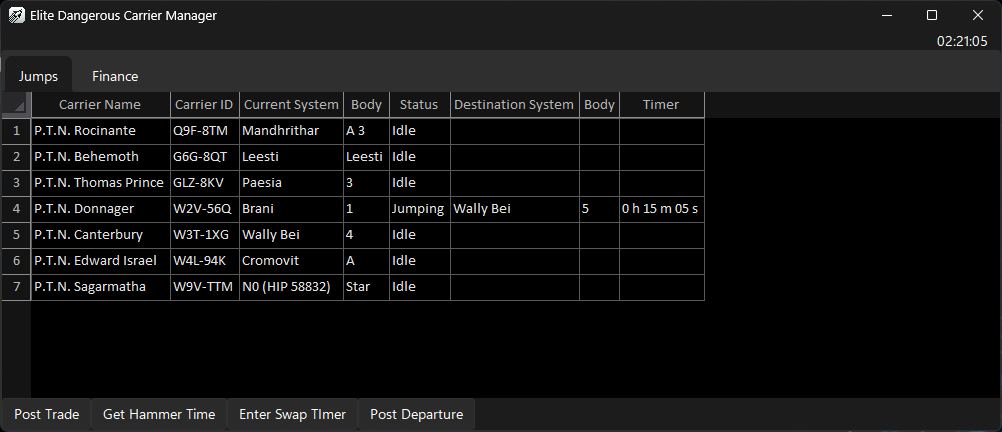 Elite Dangerous Carrier Manager
02:21:05
Jumps Finance
Carrier Name Carrier ID Current System Body Status Destination System Body Timer
1 P.T.N. Rocinante Q9F-8TM Mandhrithar A 3 Idle
2 P.T.N. Behemoth G6G-8QT Leesti Leesti Idle
3 P.T.N. Thomas Prince GLZ-8KV Paesia 3 Idle
4 P.T.N. Donnager W2V-56Q Brani 1 Jumping Wally Bei 5 0 h 15 m 05 s
5 P.T.N. Canterbury W3T-1XG Wally Bei 4 Idle
6 P.T.N. Edward Israel W4L-94K Cromovit A Idle
7 P.T.N. Sagarmatha W9V-TTM N0 (HIP 58832) Star Idle
Post Trade Get Hammer Time Enter Swap TImer Post Departure